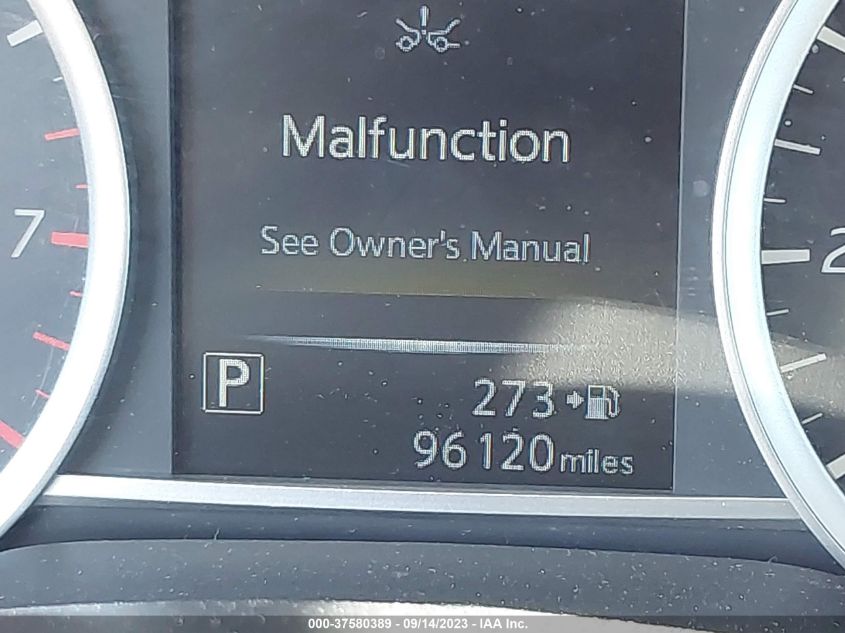 Malfunction
7
See Owner's Manual
2
P
273
96120 miles
000-37580389 - 09/14/2023 - IAA Inc.